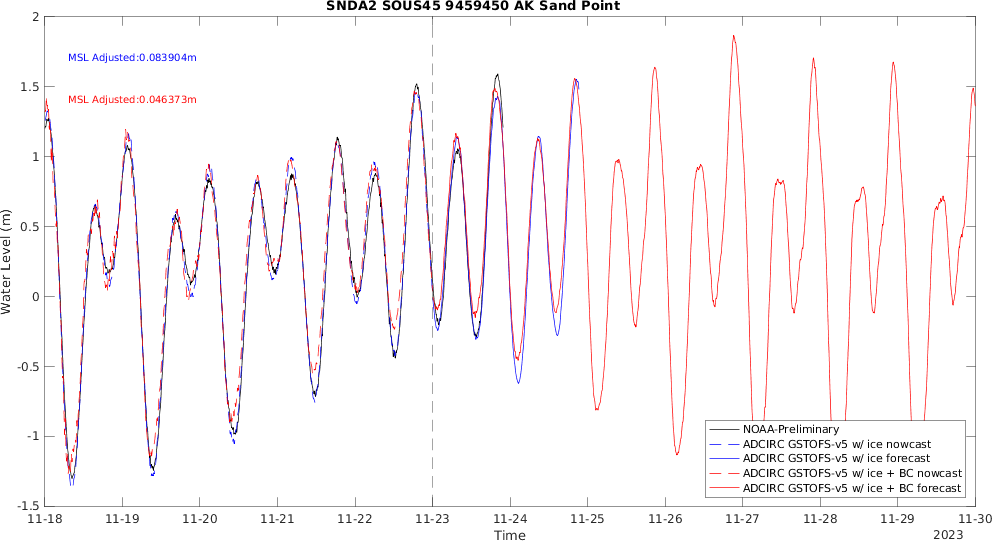 SNDA2 SOUS45 9459450 AK Sand Point
MSL Adjusted:0.083904m
MSL Adjusted:0.046373m
Water Level (m)
2
1.5
1
0.5
0
-0.5
-1
-1.5
NOAA-Preliminary
ADCIRC GSTOFS-v5 w/ ice nowcast
ADCIRC GSTOFS-v5 w/ ice forecast
ADCIRC GSTOFS-v5 w/ ice + BC nowcast
ADCIRC GSTOFS-v5 w/ ice + BC forecast
11-18 11-19 11-20 11-21 11-22 11-23 11-24 11-25 11-26 11-27 11-28 11-29 11-30
Time
2023